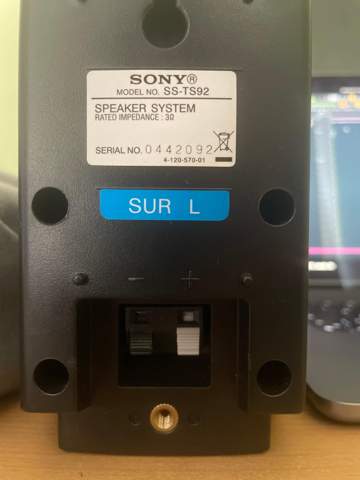 SONY®
MODEL NO. SS-TS92
SPEAKER SYSTEM
RATED IMPEDANCE : 3Ω
SERIAL NO. 0442092
4-120-570-01
SUR L
− +